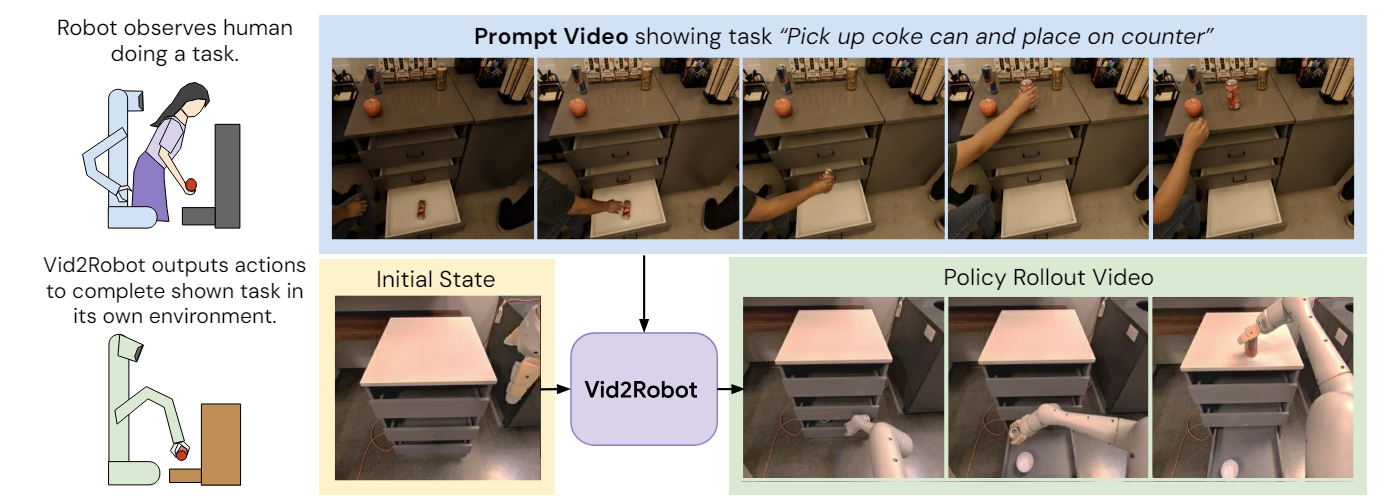 Robot observes human
doing a task.
Prompt Video showing task “Pick up coke can and place on counter”
Vid2Robot outputs actions
to complete shown task in
its own environment.
Initial State
Vid2Robot
Policy Rollout Video